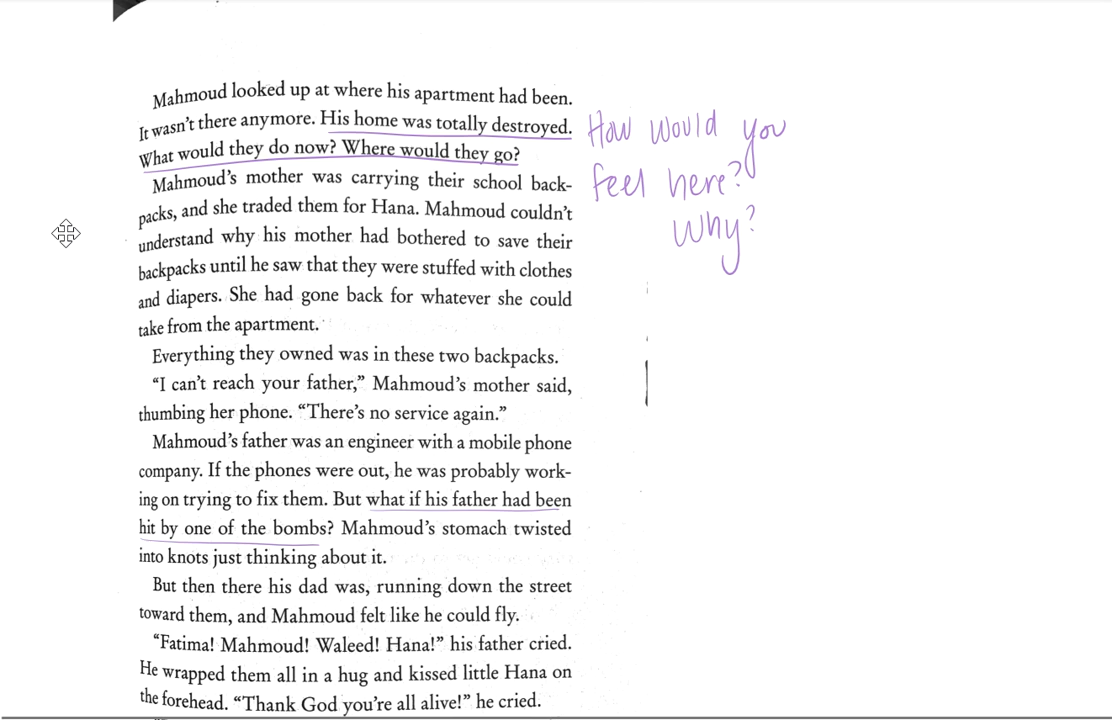 Mahmoud looked up at where his apartment had been.
It wasn't there anymore. His home was totally destroyed.
What would they do now? Where would they go?
Mahmoud's mother was carrying their school back-
packs, and she traded them for Hana. Mahmoud couldn't
understand why his mother had bothered to save their
backpacks until he saw that they were stuffed with clothes
and diapers. She had gone back for whatever she could
take from the apartment.
Everything they owned was in these two backpacks.
“I can't reach your father,” Mahmoud's mother said,
thumbing her phone. “There's no service again.”
Mahmoud's father was an engineer with a mobile phone
company. If the phones were out, he was probably work-
ing on trying to fix them. But what if his father had been
hit by one of the bombs? Mahmoud's stomach twisted
into knots just thinking about it.
But then there his dad was, running down the street
toward them, and Mahmoud felt like he could fly.
“Fatima! Mahmoud! Waleed! Hana!” his father cried.
He wrapped them all in a hug and kissed little Hana on
the forehead. “Thank God you're all alive!” he cried.
How would you
feel here?
Why?